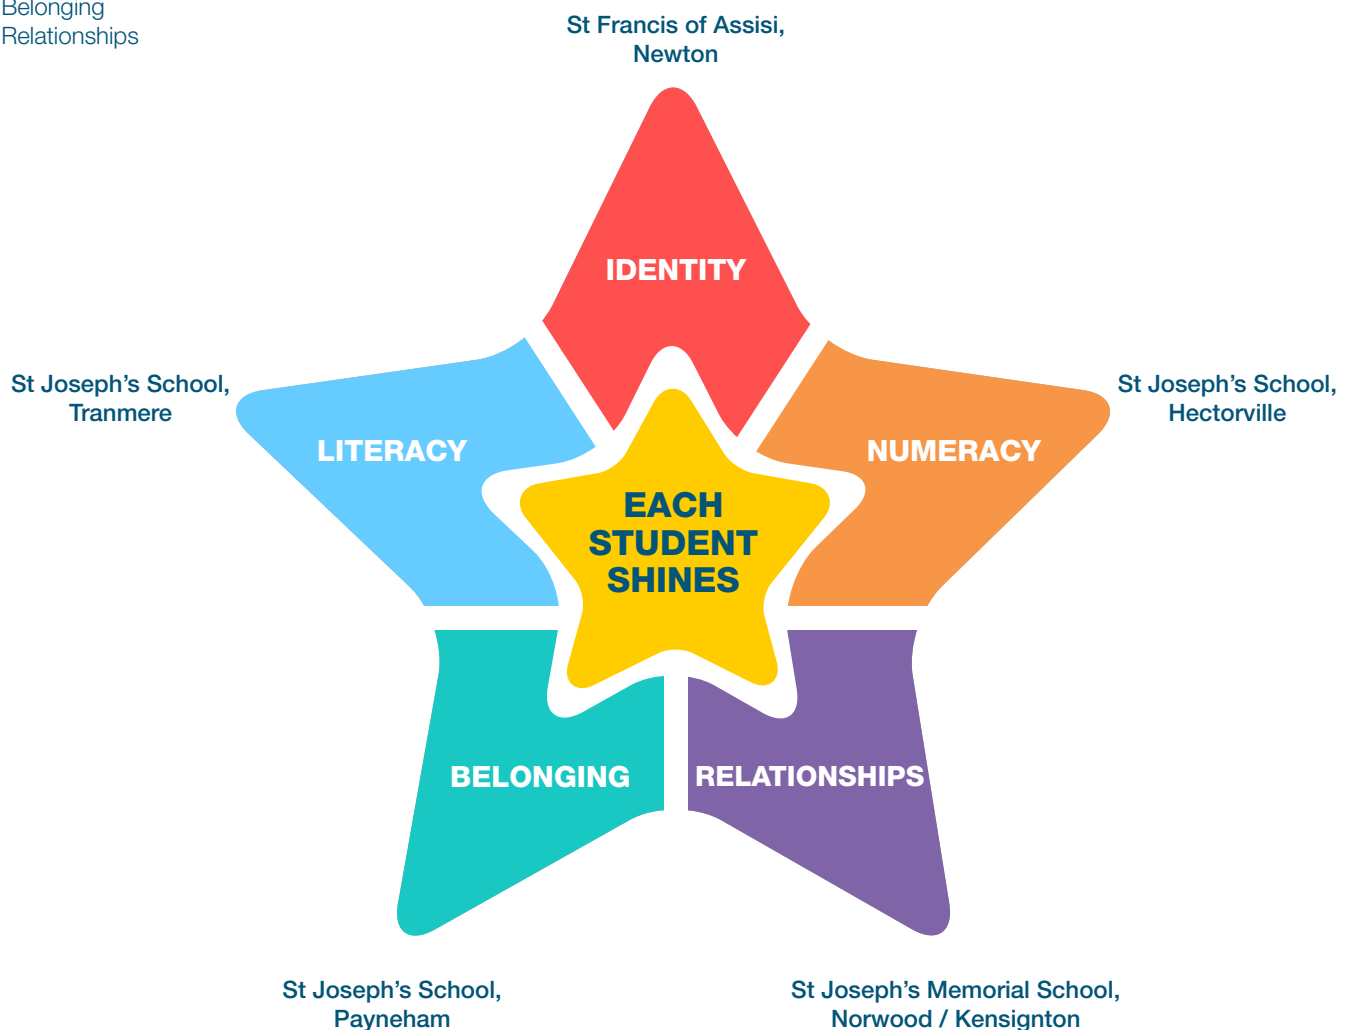 Belonging
Relationships
St Francis of Assisi,
Newton
IDENTITY
St Joseph's School,
Tranmere
St Joseph's School,
Hectorville
LITERACY
NUMERACY
EACH
STUDENT
SHINES
BELONGING
RELATIONSHIPS
St Joseph's School,
Payneham
St Joseph's Memorial School,
Norwood / Kensignton